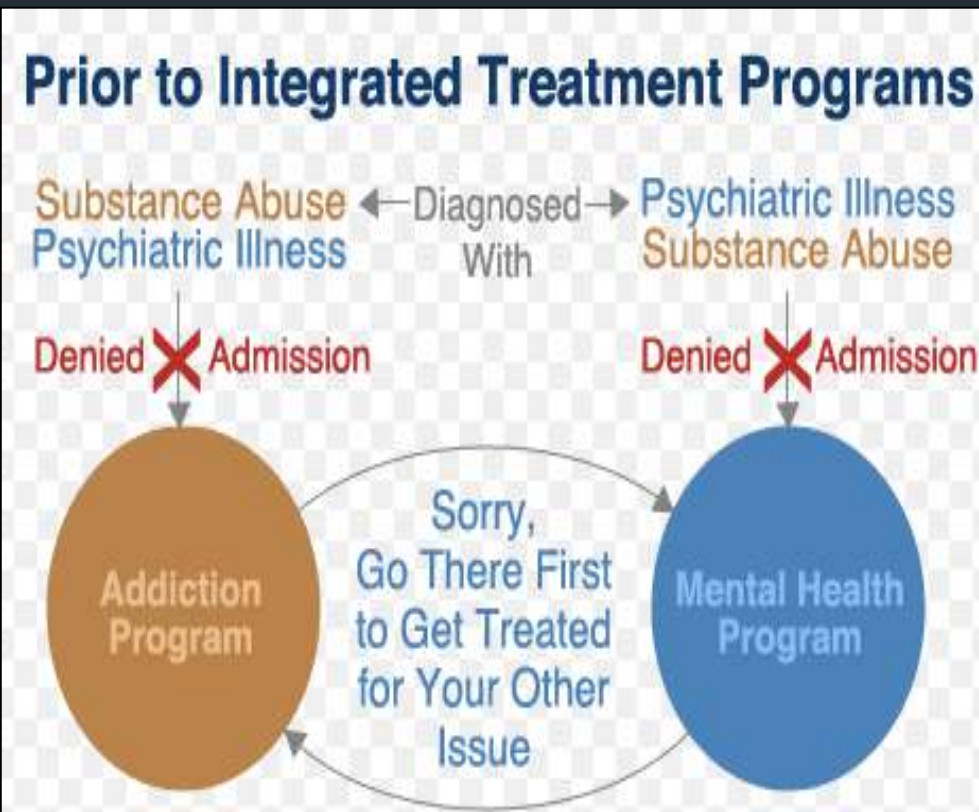 Prior to Integrated Treatment Programs
Substance Abuse
Psychiatric Illness
Diagnosed
With
Psychiatric Illness
Substance Abuse
Denied Admission
Denied Admission
Addiction
Program
Sorry,
Go There First
to Get Treated
for Your Other
Issue
Mental Health
Program